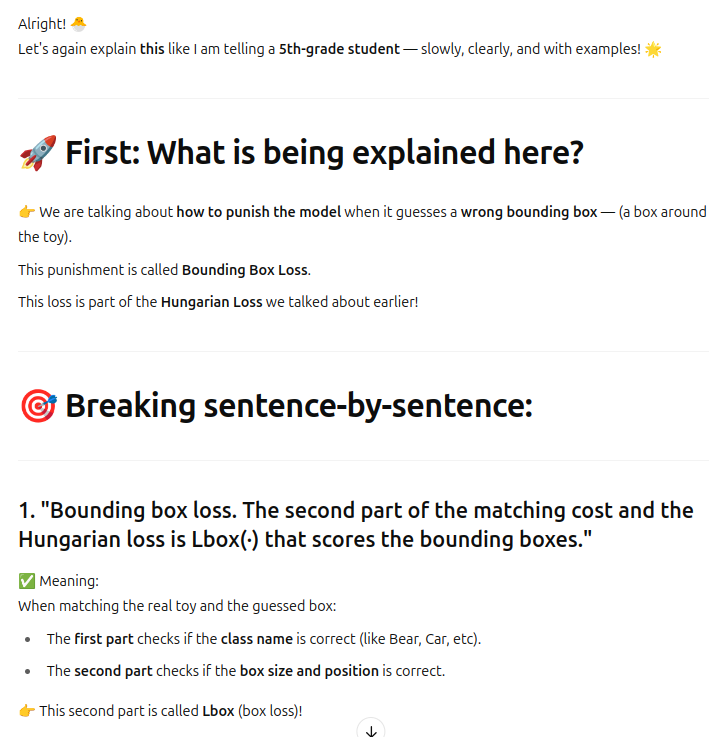 Alright! 🐣
Let's again explain this like I am telling a 5th-grade student — slowly, clearly, and with examples! 🌟
🚀 First: What is being explained here?
👉 We are talking about how to punish the model when it guesses a wrong bounding box — (a box around
the toy).
This punishment is called Bounding Box Loss.
This loss is part of the Hungarian Loss we talked about earlier!
🎯 Breaking sentence-by-sentence:
1. "Bounding box loss. The second part of the matching cost and the
Hungarian loss is Lbox(·) that scores the bounding boxes."
✅ Meaning:
When matching the real toy and the guessed box:
• The first part checks if the class name is correct (like Bear, Car, etc).
• The second part checks if the box size and position is correct.
👉 This second part is called Lbox (box loss)!